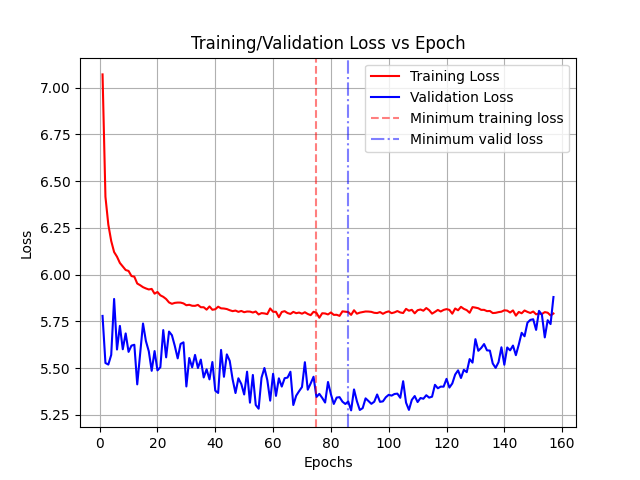 Training/Validation Loss vs Epoch
Training Loss
Validation Loss
Minimum training loss
Minimum valid loss
Loss
7.00
6.75
6.50
6.25
6.00
5.75
5.50
5.25
0 20 40 60 80 100 120 140 160
Epochs